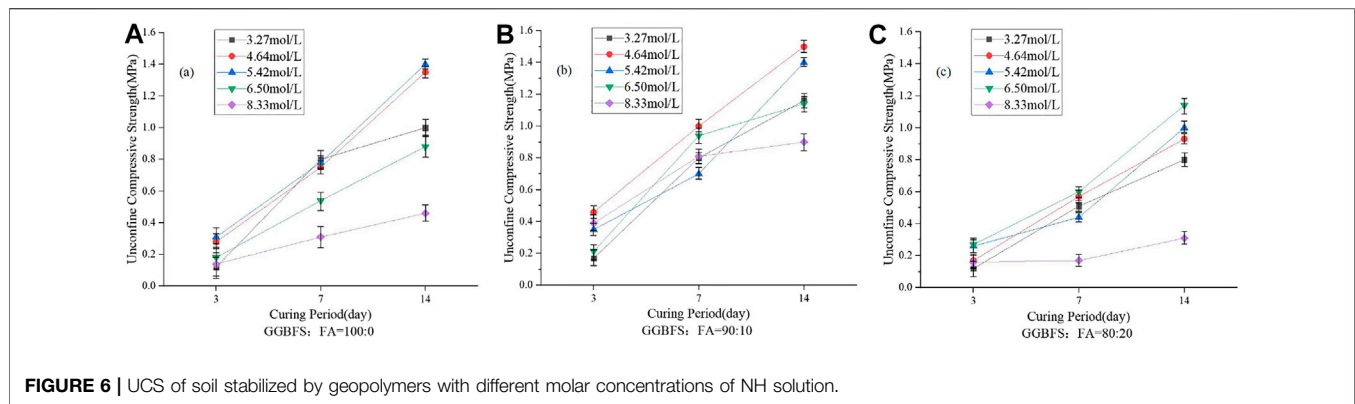 A
(a)
3.27mol/L
4.64mol/L
5.42mol/L
6.50mol/L
8.33mol/L
Unconfine Compressive Strength(MPa)
1.6
1.4
1.2
1.0
0.8
0.6
0.4
0.2
0.0
3
7
14
Curing Period(day)
GGBFS：FA=100:0
B
(b)
3.27mol/L
4.64mol/L
5.42mol/L
6.50mol/L
8.33mol/L
Unconfine Compressive Strength(MPa)
1.6
1.4
1.2
1.0
0.8
0.6
0.4
0.2
0.0
3
7
14
Curing Period(day)
GGBFS：FA=90:10
C
(c)
3.27mol/L
4.64mol/L
5.42mol/L
6.50mol/L
8.33mol/L
Unconfine Compressive Strength(MPa)
1.6
1.4
1.2
1.0
0.8
0.6
0.4
0.2
0.0
3
7
14
Curing Period(day)
GGBFS：FA=80:20
FIGURE 6 | UCS of soil stabilized by geopolymers with different molar concentrations of NH solution.